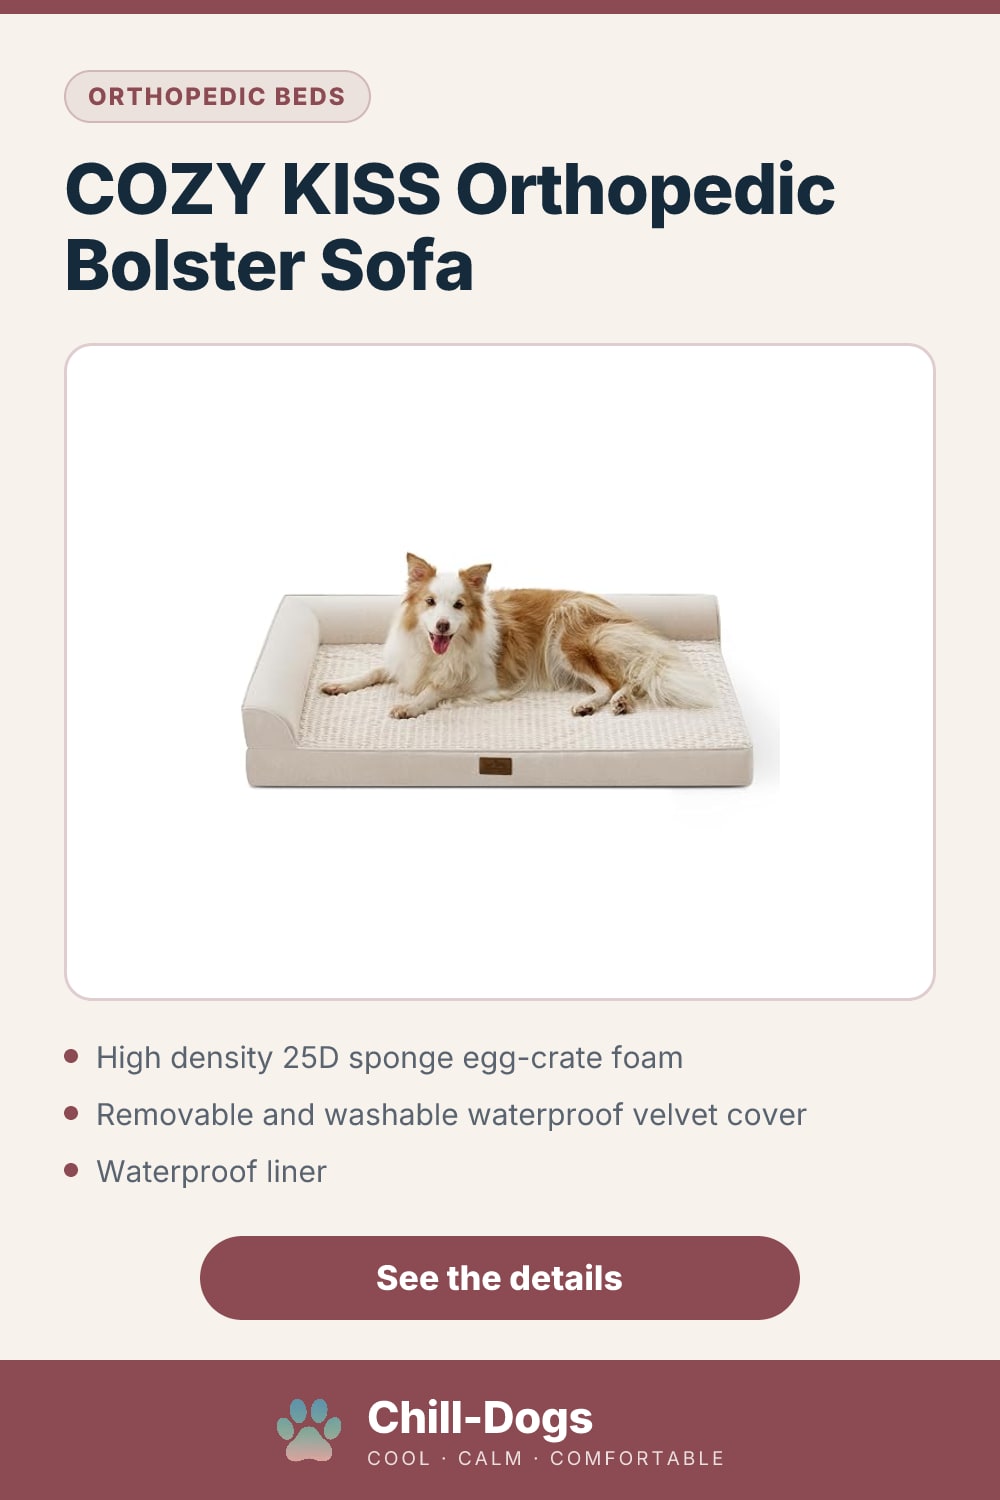 ORTHOPEDIC BEDS
COZY KISS Orthopedic
Bolster Sofa
High density 25D sponge egg-crate foam
Removable and washable waterproof velvet cover
Waterproof liner
See the details
Chill-Dogs
COOL · CALM · COMFORTABLE